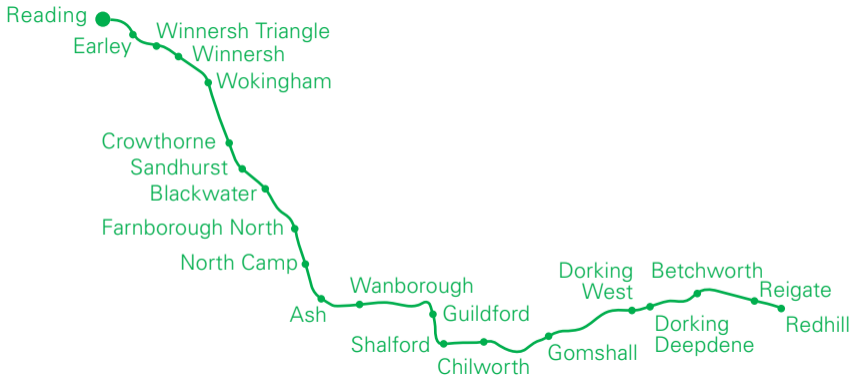 Reading
Earley
Winnersh Triangle
Winnersh
Wokingham
Crowthorne
Sandhurst
Blackwater
Farnborough North
North Camp
Ash
Wanborough
Guildford
Shalford
Chilworth
Gomshall
Dorking
West
Dorking
Deepdene
Betchworth
Reigate
Redhill